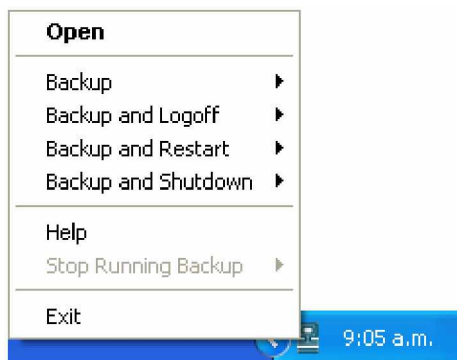 Open
Backup
Backup and Logoff
Backup and Restart
Backup and Shutdown
Help
Stop Running Backup
Exit
9:05 a.m.